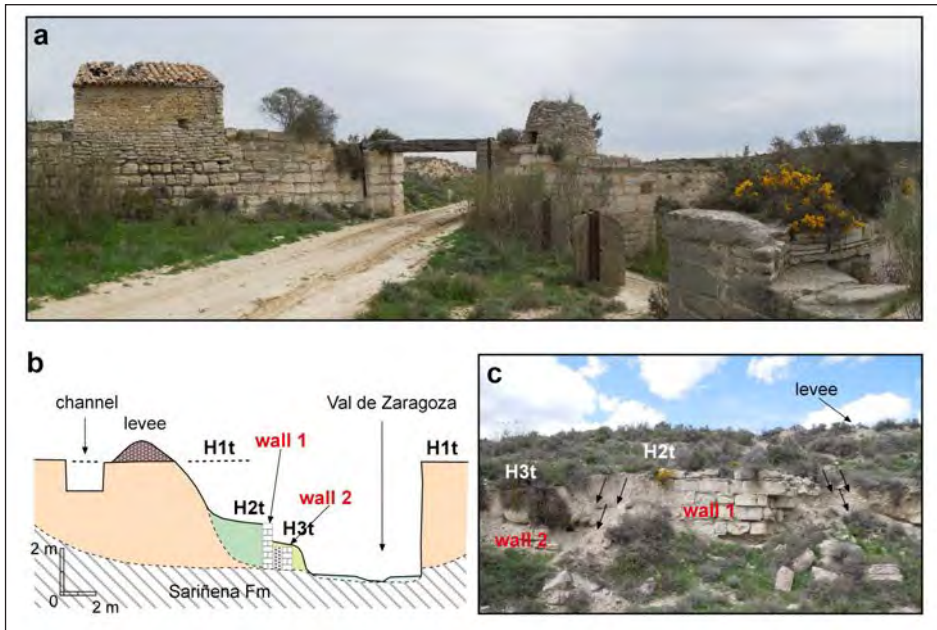 a
b
channel
levee
Val de Zaragoza
H1t
H1t
wall 1
H2t
wall 2
H3t
2 m
0
2 m
Sariñena Fm
c
levee
H2t
H3t
wall 1
wall 2